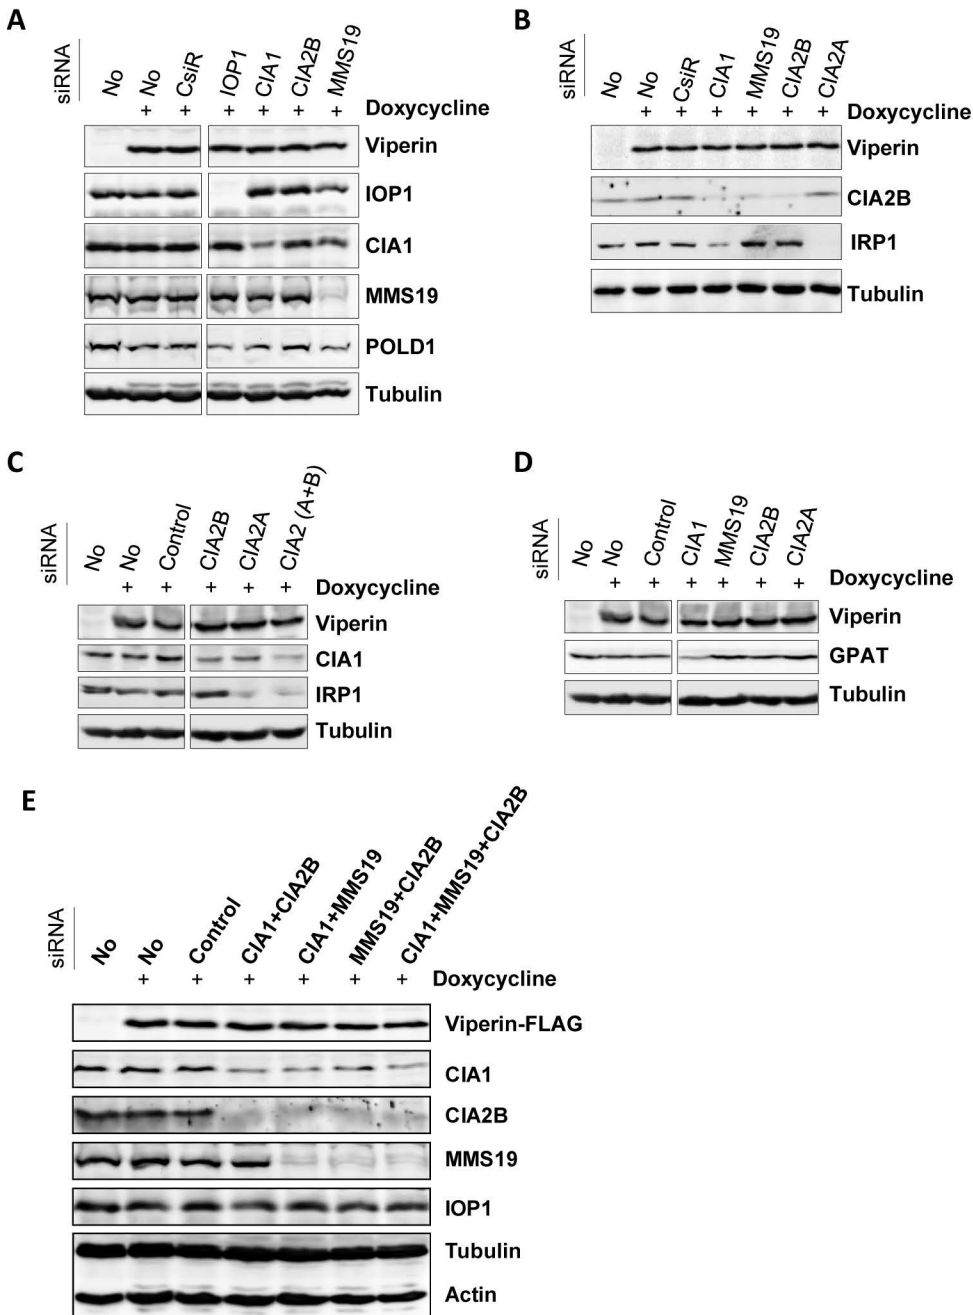 A
siRNA
No
No
CsiR
IOP1
CIA1
CIA2B
MMS19
+ + + + + + Doxycycline
Viperin
IOP1
CIA1
MMS19
POLD1
Tubulin
B
siRNA
No
No
CsiR
CIA1
MMS19
CIA2B
CIA2A
+ + + + + + Doxycycline
Viperin
CIA2B
IRP1
Tubulin
C
siRNA
No
No
Control
CIA2B
CIA2A
CIA2 (A+B)
+ + + + + Doxycycline
Viperin
CIA1
IRP1
Tubulin
D
siRNA
No
No
Control
CIA1
MMS19
CIA2B
CIA2A
+ + + + + + Doxycycline
Viperin
GPAT
Tubulin
E
siRNA
No
No
Control
CIA1+CIA2B
CIA1+MMS19
MMS19+CIA2B
CIA1+MMS19+CIA2B
+ + + + + + Doxycycline
Viperin-FLAG
CIA1
CIA2B
MMS19
IOP1
Tubulin
Actin